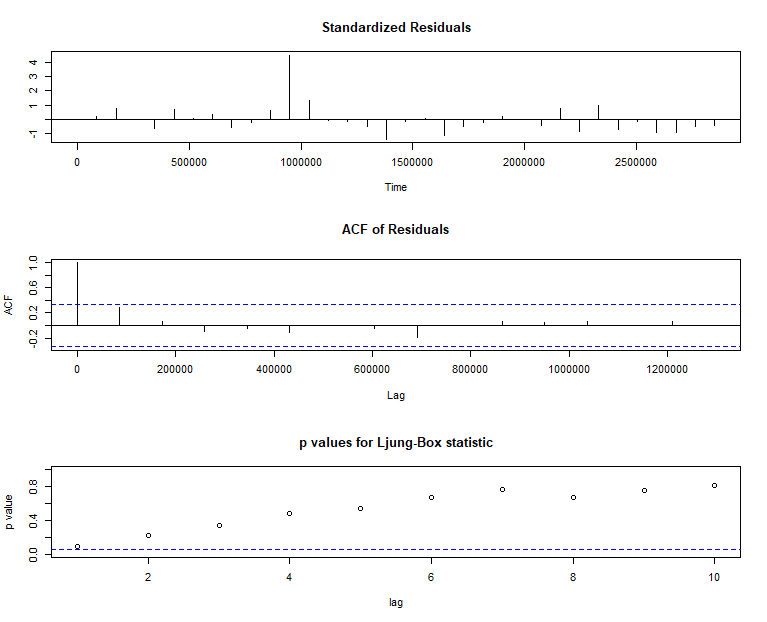 Standardized Residuals
4
3
2
1
-1
0 500000 1000000 1500000 2000000 2500000
Time
ACF of Residuals
ACF
1.0
0.6
0.2
-0.2
0 200000 400000 600000 800000 1000000 1200000
Lag
p values for Ljung-Box statistic
p value
0.8
0.4
0.0
2 4 6 8 10
lag